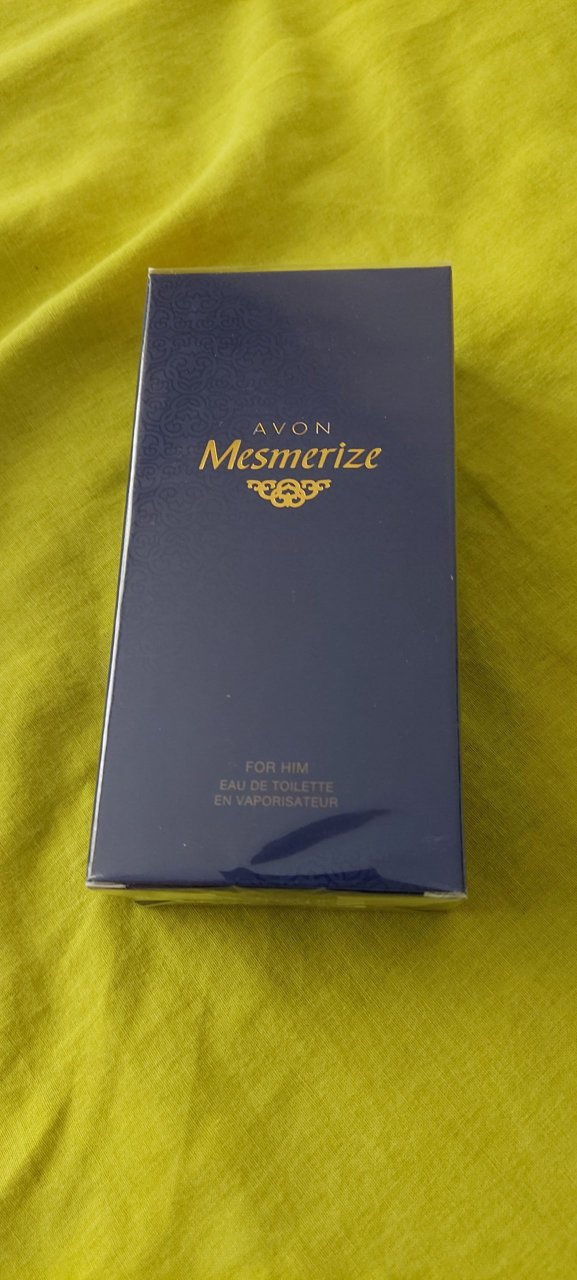 AVON
Mesmerize
FOR HIM
EAU DE TOILETTE
EN VAPORISATEUR